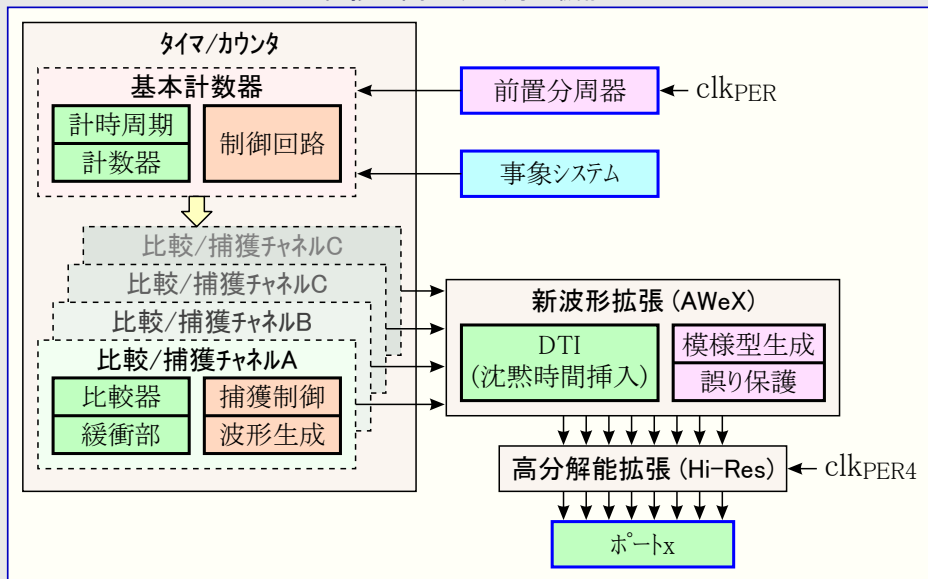 タイマ/カウンタ
基本計数器
計時周期
計数器
制御回路
前置分周器
clkPER
事象システム
比較/捕獲チャネルC
比較/捕獲チャネルC
比較/捕獲チャネルB
比較/捕獲チャネルA
比較器
緩衝部
捕獲制御
波形生成
新波形拡張 (AWeX)
DTI
(沈黙時間挿入)
模様型生成
誤り保護
高分解能拡張 (Hi-Res)
clkPER4
ポートx